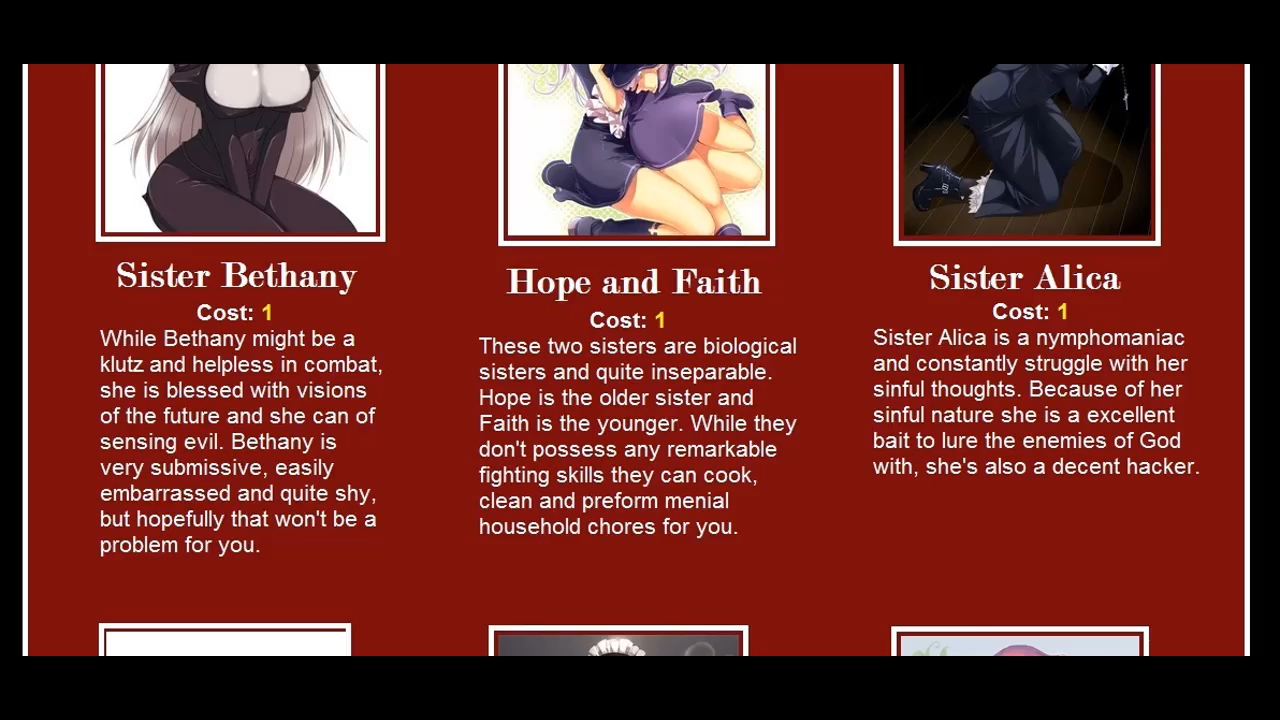 Sister Bethany
Cost: 1
While Bethany might be a
klutz and helpless in combat,
she is blessed with visions
of the future and she can of
sensing evil. Bethany is
very submissive, easily
embarrassed and quite shy,
but hopefully that won't be a
problem for you.
Hope and Faith
Cost: 1
These two sisters are biological
sisters and quite inseparable.
Hope is the older sister and
Faith is the younger. While they
don't possess any remarkable
fighting skills they can cook,
clean and preform menial
household chores for you.
Sister Alica
Cost: 1
Sister Alica is a nymphomaniac
and constantly struggle with her
sinful thoughts. Because of her
sinful nature she is a excellent
bait to lure the enemies of God
with, she's also a decent hacker.